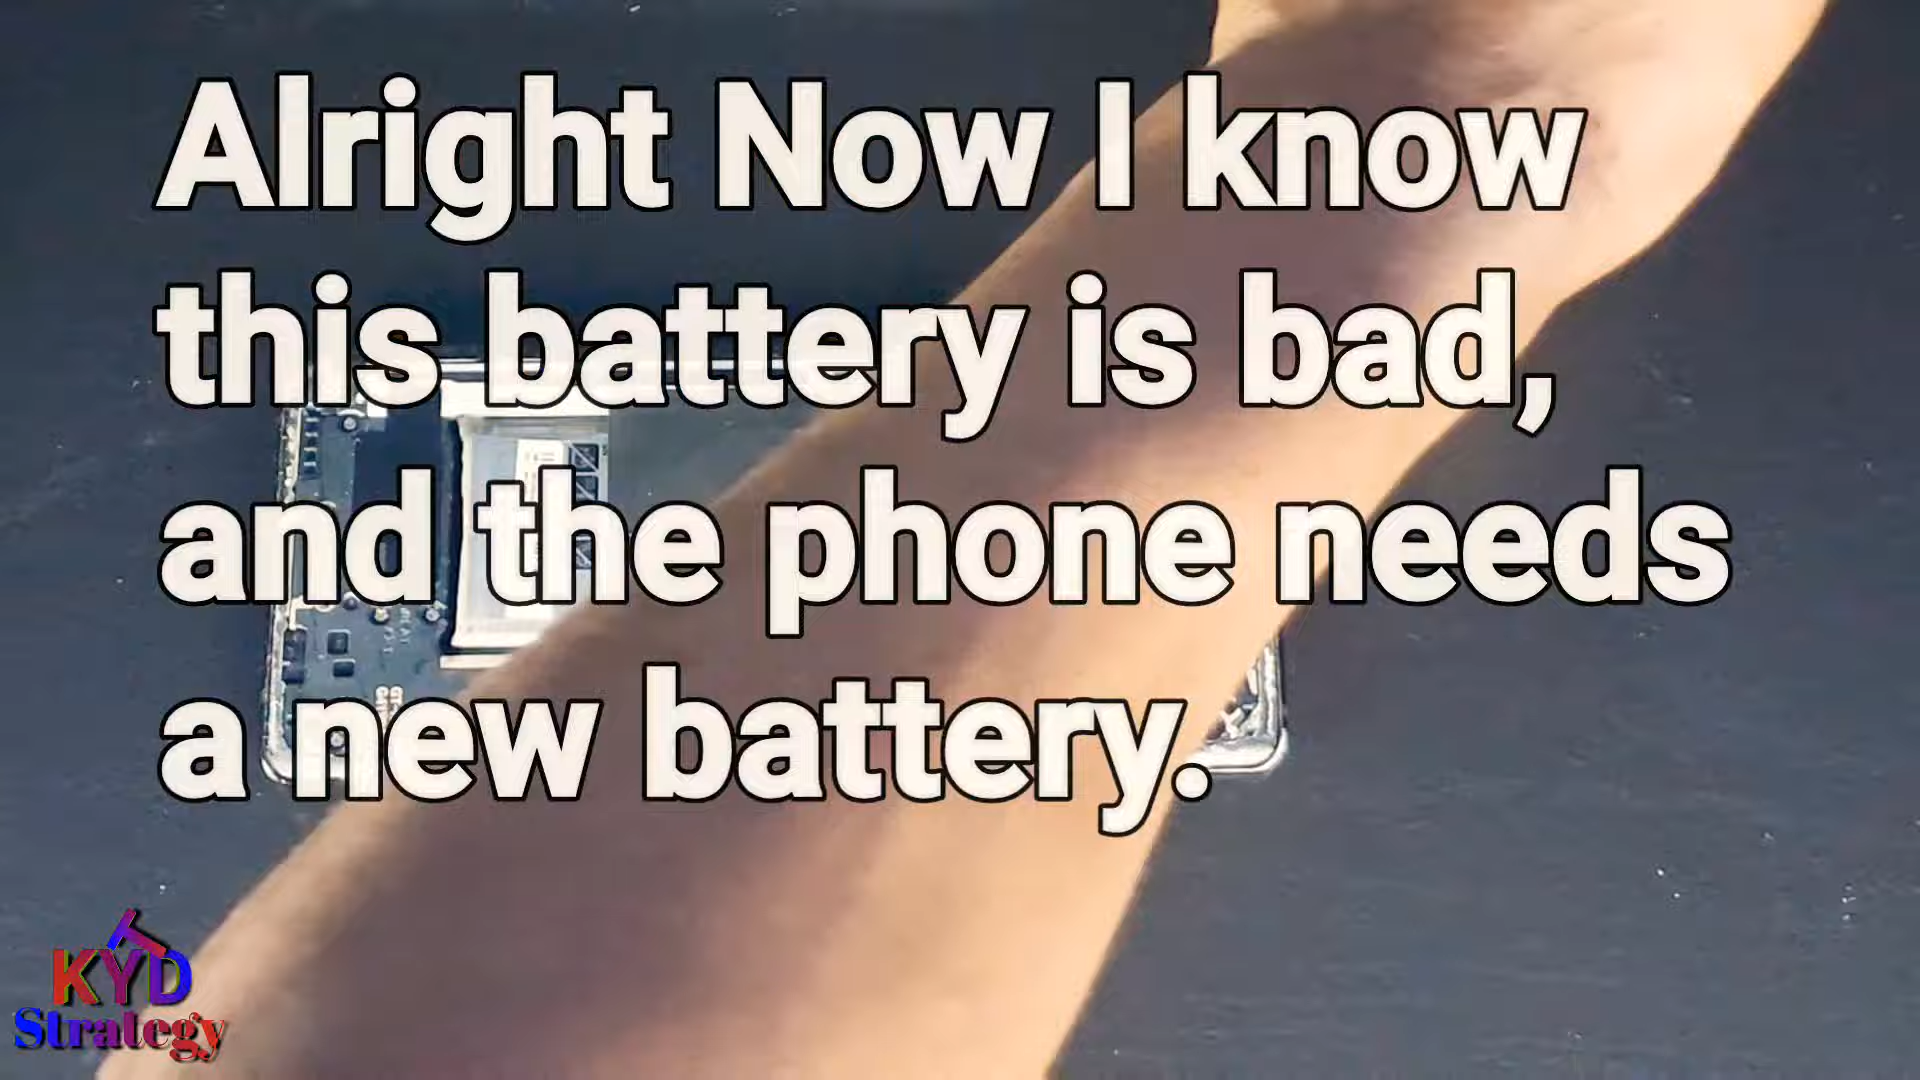 Alright Now I know
this battery is bad,
and the phone needs
a new battery.
KYD
Strategy